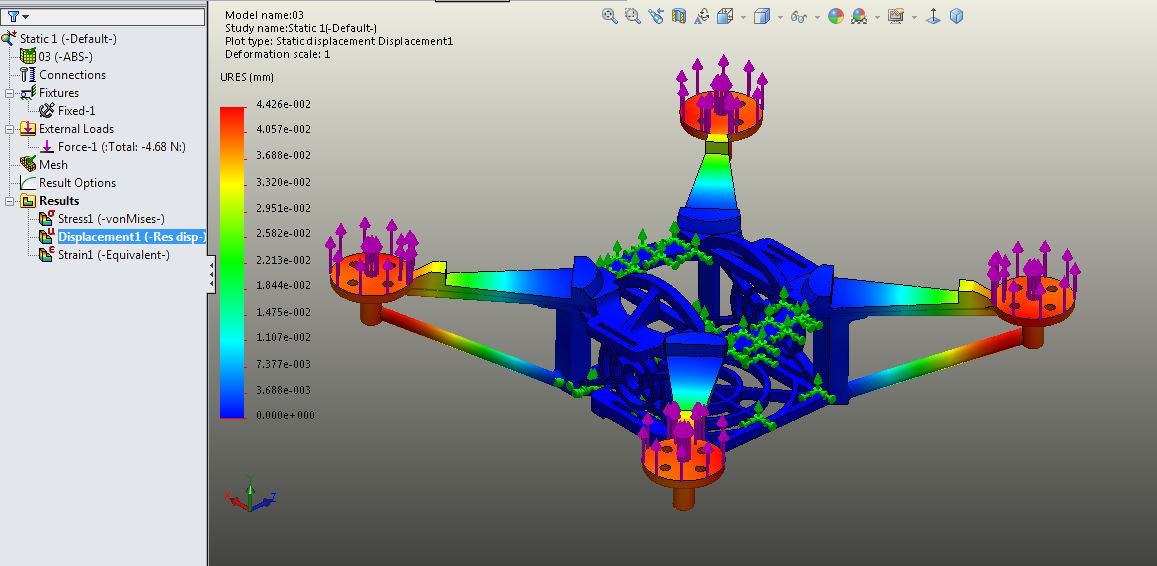 Static 1 (-Default-)
03 (-ABS-)
Connections
Fixtures
Fixed-1
External Loads
Force-1 (:Total: -4.68 N:)
Mesh
Result Options
Results
Stress1 (-vonMises-)
Displacement1 (-Res disp-)
Strain1 (-Equivalent-)
Model name:03
Study name:Static 1(-Default-)
Plot type: Static displacement Displacement1
Deformation scale: 1
URES (mm)
4.426e-002
4.057e-002
3.688e-002
3.320e-002
2.951e-002
2.582e-002
2.213e-002
1.844e-002
1.475e-002
1.107e-002
7.377e-003
3.688e-003
0.000e+000
Y
X
Z